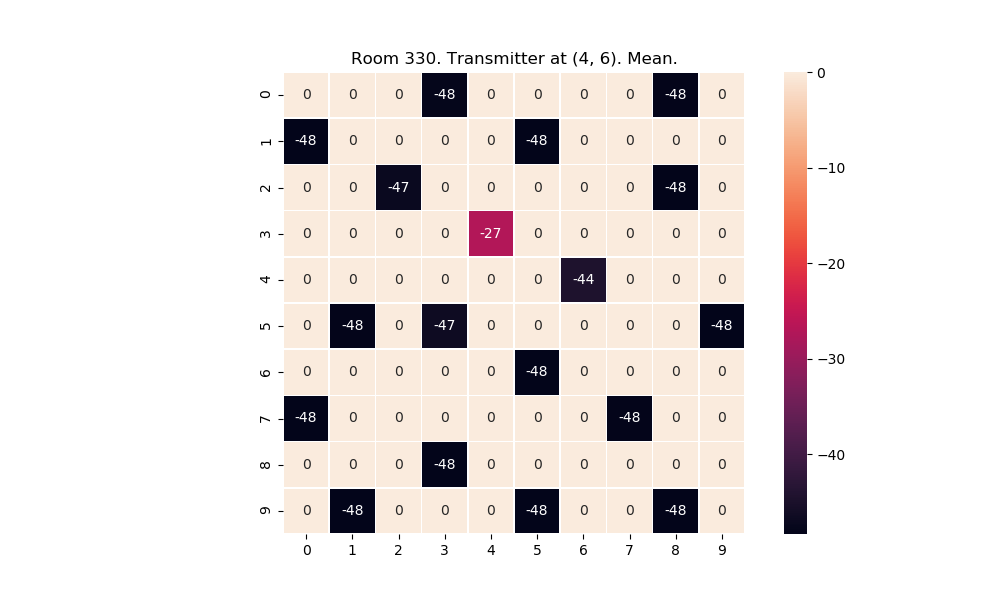 Room 330. Transmitter at (4, 6). Mean.
0 0 0 0 -48 0 0 0 0 -48 0
1 -48 0 0 0 0 -48 0 0 0 0
2 0 0 -47 0 0 0 0 0 -48 0
3 0 0 0 0 -27 0 0 0 0 0
4 0 0 0 0 0 0 -44 0 0 0
5 0 -48 0 -47 0 0 0 0 0 -48
6 0 0 0 0 0 -48 0 0 0 0
7 -48 0 0 0 0 0 0 -48 0 0
8 0 0 0 -48 0 0 0 0 0 0
9 0 -48 0 0 0 -48 0 0 -48 0
0 1 2 3 4 5 6 7 8 9
0
−10
−20
−30
−40